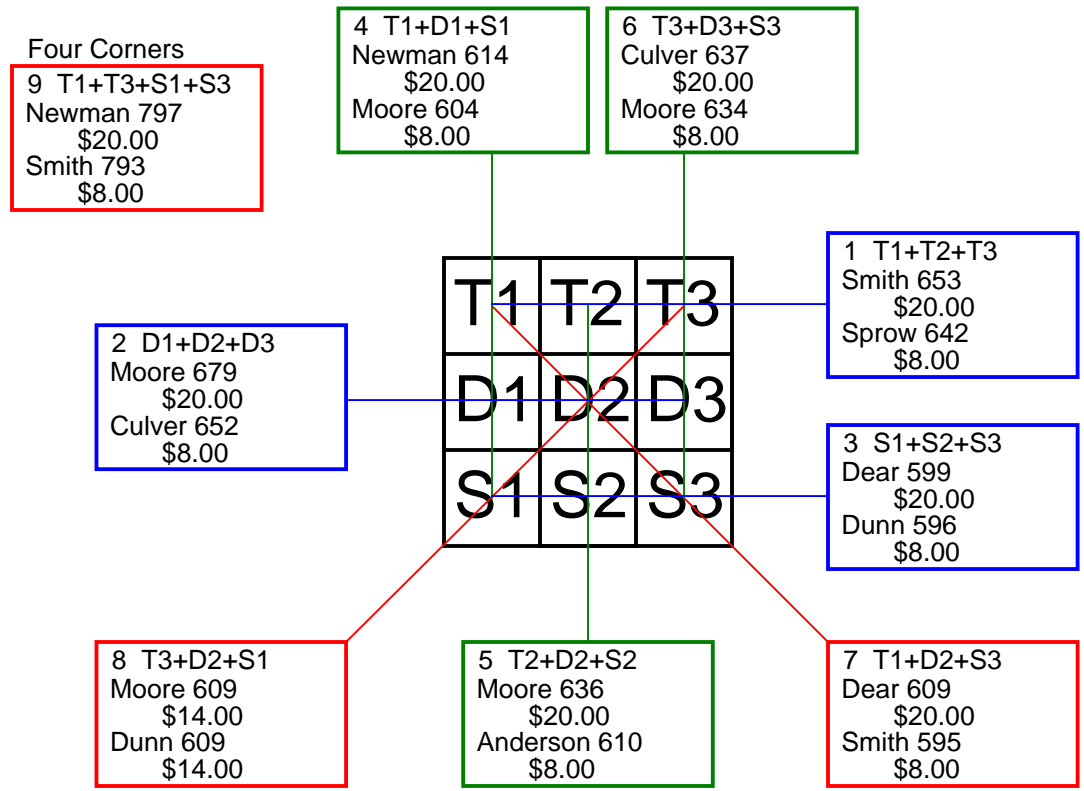 Four Corners
9 T1+T3+S1+S3
Newman 797
$20.00
Smith 793
$8.00
4 T1+D1+S1
Newman 614
$20.00
Moore 604
$8.00
6 T3+D3+S3
Culver 637
$20.00
Moore 634
$8.00
1 T1+T2+T3
Smith 653
$20.00
Sprow 642
$8.00
2 D1+D2+D3
Moore 679
$20.00
Culver 652
$8.00
T1 T2 T3
D1 D2 D3
S1 S2 S3
3 S1+S2+S3
Dear 599
$20.00
Dunn 596
$8.00
8 T3+D2+S1
Moore 609
$14.00
Dunn 609
$14.00
5 T2+D2+S2
Moore 636
$20.00
Anderson 610
$8.00
7 T1+D2+S3
Dear 609
$20.00
Smith 595
$8.00